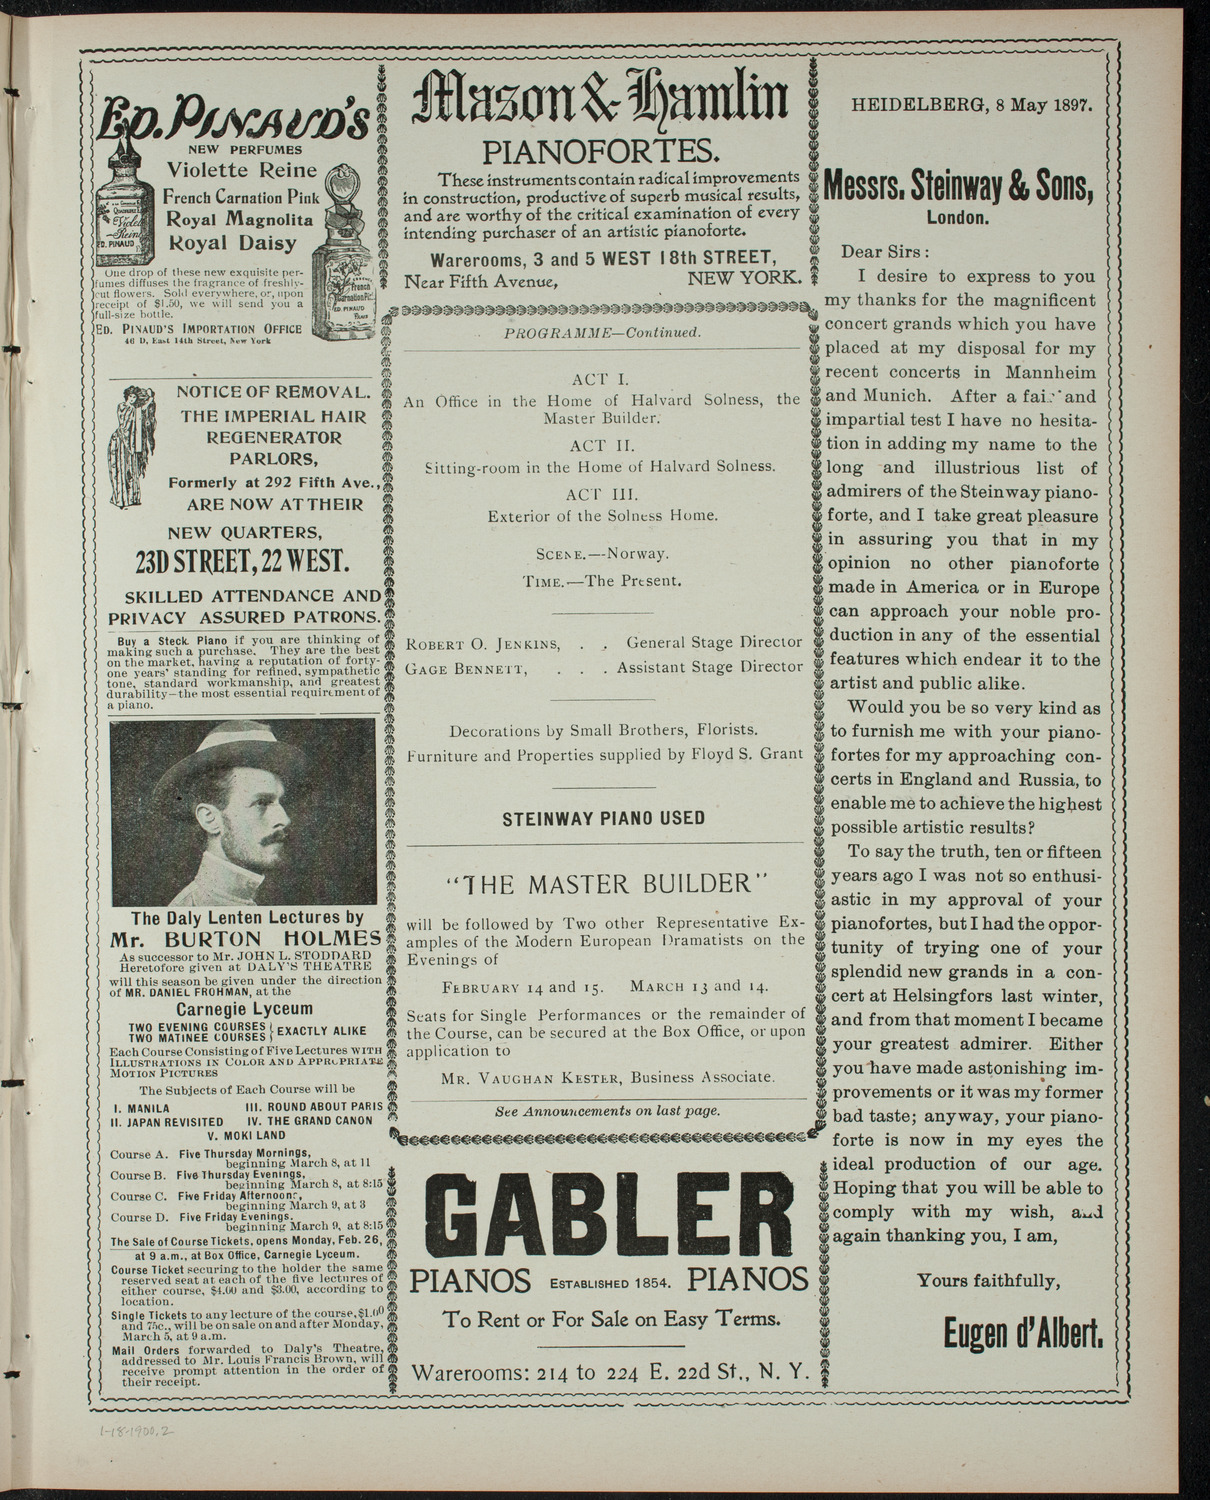 ED. PINAUD'S
NEW PERFUMES
Violette Reine
French Carnation Pink
Royal Magnolita
Royal Daisy
One drop of these new exquisite per-
fumes diffuses the fragrance of freshly-
cut flowers. Sold everywhere, or, upon
receipt of $1.50, we will send you a
full-size bottle.
ED. PINAUD'S IMPORTATION OFFICE
46 D, East 14th Street, New York
NOTICE OF REMOVAL.
THE IMPERIAL HAIR
REGENERATOR
PARLORS,
Formerly at 292 Fifth Ave.,
ARE NOW AT THEIR
NEW QUARTERS,
23D STREET, 22 WEST.
SKILLED ATTENDANCE AND
PRIVACY ASSURED PATRONS.
Buy a Steck Piano if you are thinking of
making such a purchase. They are the best
on the market, having a reputation of forty-
one years' standing for refined, sympathetic
tone, standard workmanship, and greatest
durability—the most essential requirement of
a piano.
The Daly Lenten Lectures by
Mr. BURTON HOLMES
As successor to Mr. JOHN L. STODDARD
Heretofore given at DALY'S THEATRE
will this season be given under the direction
of MR. DANIEL FROHMAN, at the
Carnegie Lyceum
TWO EVENING COURSES
TWO MATINEE COURSES } EXACTLY ALIKE
Each Course Consisting of Five Lectures WITH
ILLUSTRATIONS IN COLOR AND APPROPRIATE
MOTION PICTURES
The Subjects of Each Course will be
I. MANILA III. ROUND ABOUT PARIS
II. JAPAN REVISITED IV. THE GRAND CANON
V. MOKI LAND
Course A. Five Thursday Mornings,
beginning March 8, at 11
Course B. Five Thursday Evenings,
beginning March 8, at 8:15
Course C. Five Friday Afternoons,
beginning March 9, at 3
Course D. Five Friday Evenings.
beginning March 9, at 8:15
The Sale of Course Tickets, opens Monday, Feb. 26,
at 9 a.m., at Box Office, Carnegie Lyceum.
Course Ticket securing to the holder the same
reserved seat at each of the five lectures of
either course, $4.00 and $3.00, according to
location.
Single Tickets to any lecture of the course, $1.00
and 75c., will be on sale on and after Monday,
March 5, at 9 a.m.
Mail Orders forwarded to Daly's Theatre,
addressed to Mr. Louis Francis Brown, will
receive prompt attention in the order of
their receipt.
Mason & Hamlin
PIANOFORTES.
These instruments contain radical improvements
in construction, productive of superb musical results,
and are worthy of the critical examination of every
intending purchaser of an artistic pianoforte.
Warerooms, 3 and 5 WEST 18th STREET,
Near Fifth Avenue, NEW YORK.
PROGRAMME—Continued.
ACT I.
An Office in the Home of Halvard Solness, the
Master Builder.
ACT II.
Sitting-room in the Home of Halvard Solness.
ACT III.
Exterior of the Solness Home.
SCENE.—Norway.
TIME.—The Present.
ROBERT O. JENKINS, . . General Stage Director
GAGE BENNETT, . . . Assistant Stage Director
Decorations by Small Brothers, Florists.
Furniture and Properties supplied by Floyd S. Grant
STEINWAY PIANO USED
"THE MASTER BUILDER"
will be followed by Two other Representative Ex-
amples of the Modern European Dramatists on the
Evenings of
FEBRUARY 14 and 15. MARCH 13 and 14.
Seats for Single Performances or the remainder of
the Course, can be secured at the Box Office, or upon
application to
MR. VAUGHAN KESTER, Business Associate.
See Announcements on last page.
GABLER
PIANOS ESTABLISHED 1854. PIANOS
To Rent or For Sale on Easy Terms.
Warerooms: 214 to 224 E. 22d St., N. Y.
HEIDELBERG, 8 May 1897.
Messrs. Steinway & Sons,
London.
Dear Sirs:
I desire to express to you
my thanks for the magnificent
concert grands which you have
placed at my disposal for my
recent concerts in Mannheim
and Munich. After a fair and
impartial test I have no hesita-
tion in adding my name to the
long and illustrious list of
admirers of the Steinway piano-
forte, and I take great pleasure
in assuring you that in my
opinion no other pianoforte
made in America or in Europe
can approach your noble pro-
duction in any of the essential
features which endear it to the
artist and public alike.
Would you be so very kind as
to furnish me with your piano-
fortes for my approaching con-
certs in England and Russia, to
enable me to achieve the highest
possible artistic results?
To say the truth, ten or fifteen
years ago I was not so enthusi-
astic in my approval of your
pianofortes, but I had the oppor-
tunity of trying one of your
splendid new grands in a con-
cert at Helsingfors last winter,
and from that moment I became
your greatest admirer. Either
you have made astonishing im-
provements or it was my former
bad taste; anyway, your piano-
forte is now in my eyes the
ideal production of our age.
Hoping that you will be able to
comply with my wish, and
again thanking you, I am,
Yours faithfully,
Eugen d'Albert.
1-18-1900.2